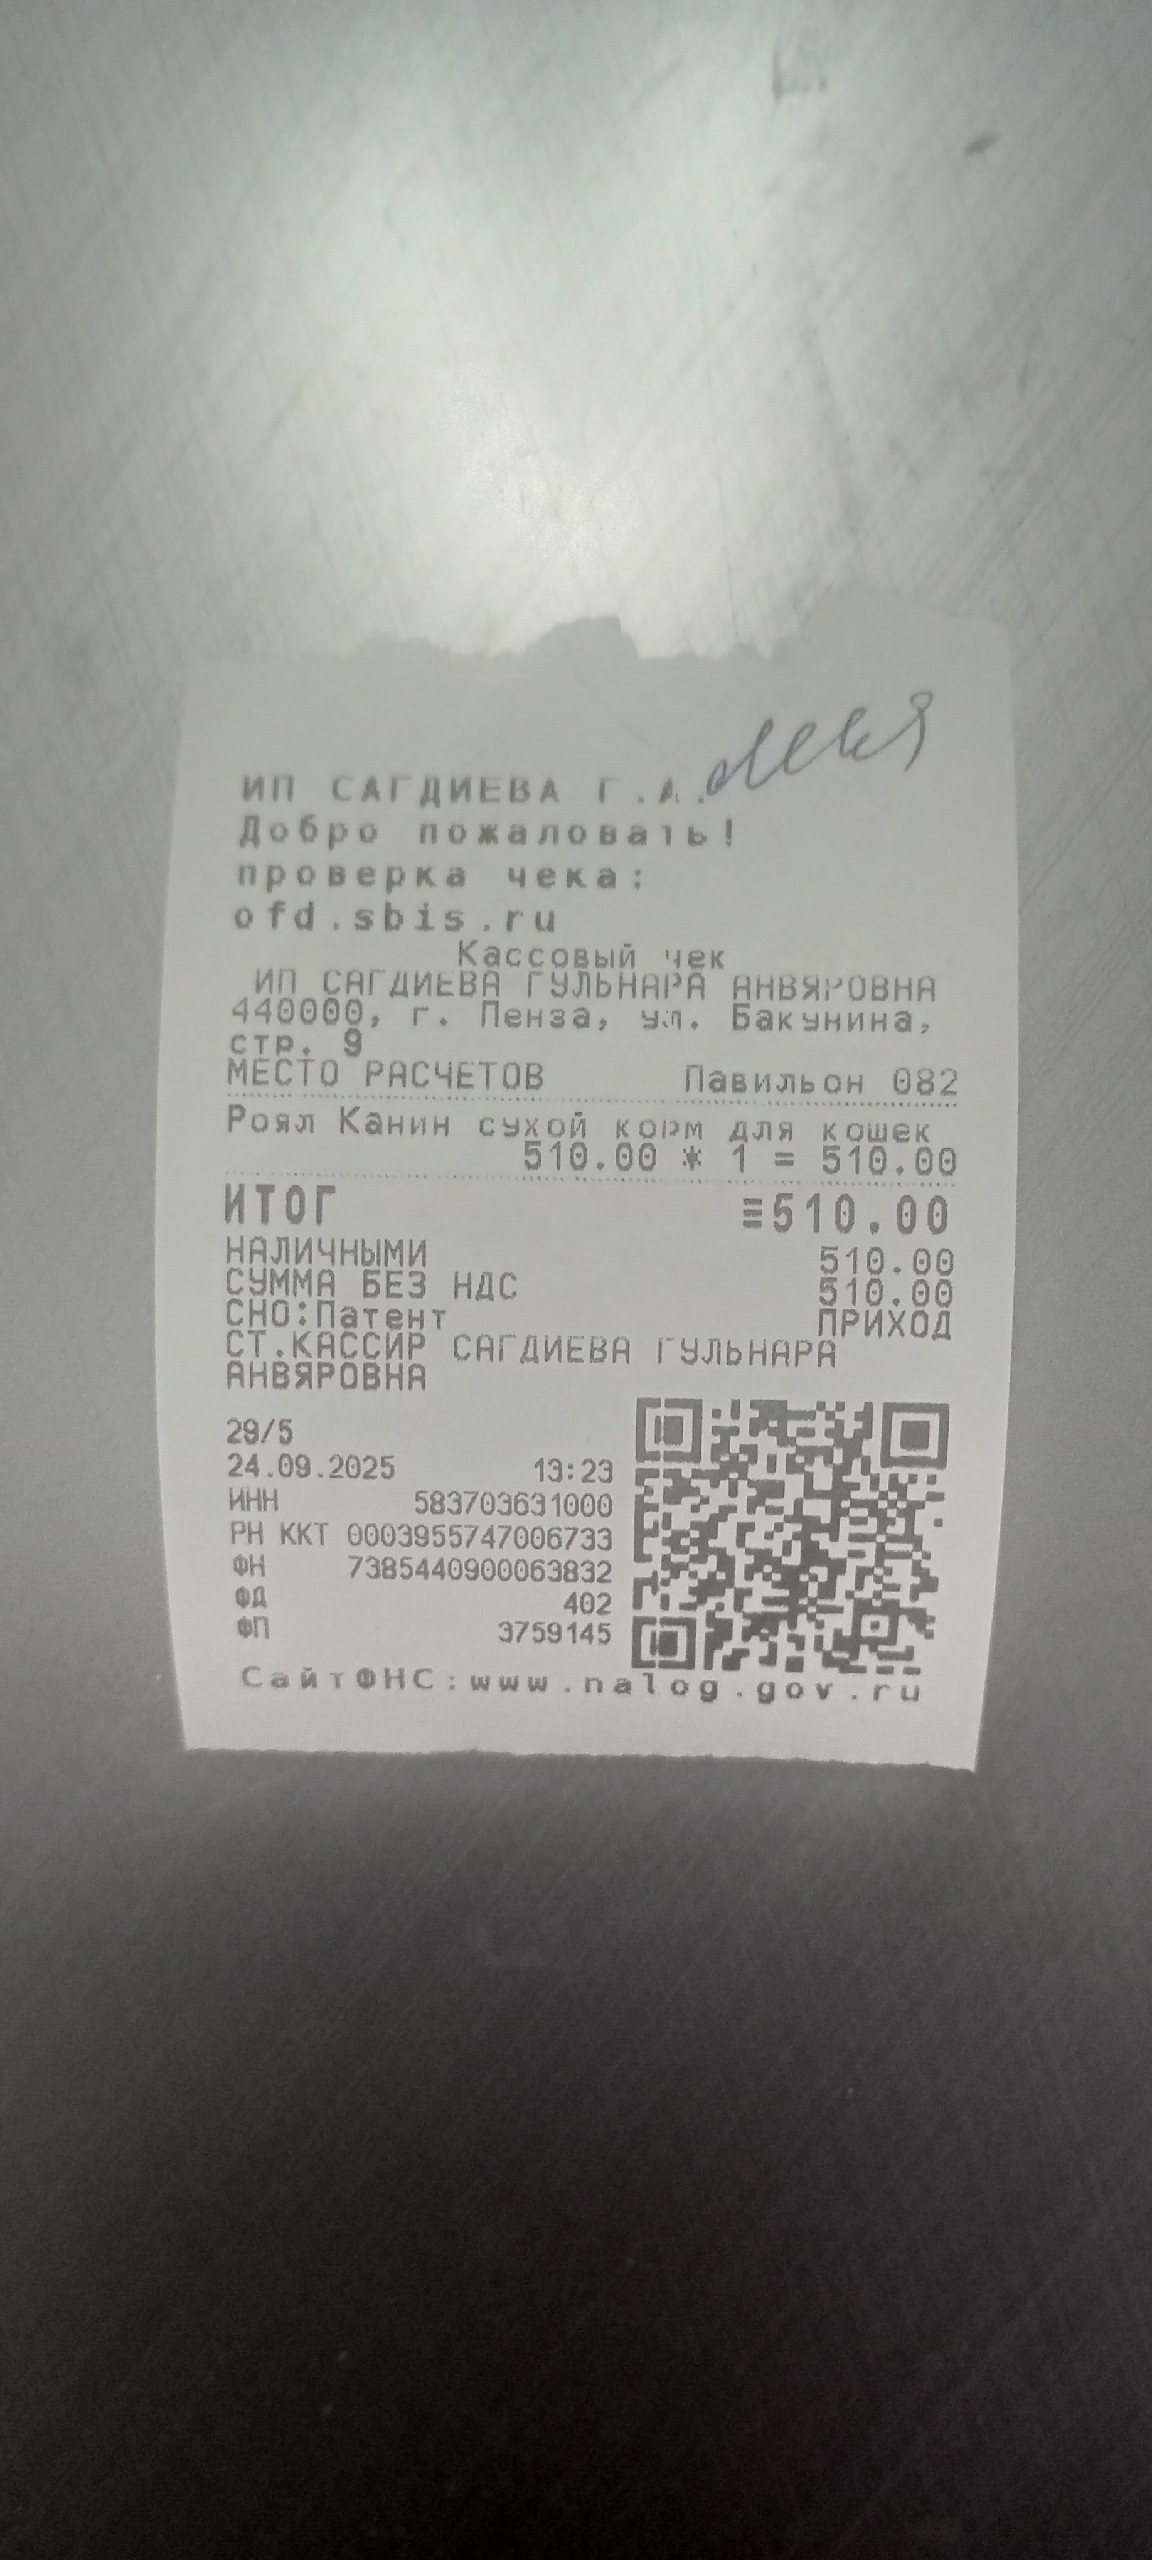 ИП САГДИЕВА Г.А.
Добро пожаловать!
проверка чека:
ofd.sbis.ru
Кассовый чек
ИП САГДИЕВА ГУЛЬНАРА АНВЯРОВНА
440000, г. Пенза, ул. Бакунина,
стр. 9
МЕСТО РАСЧЕТОВ Павильон 082
Роял Канин сухой корм для кошек
510.00 * 1 = 510.00
ИТОГ ≡510.00
НАЛИЧНЫМИ 510.00
СУММА БЕЗ НДС 510.00
СНО:Патент ПРИХОД
СТ.КАССИР САГДИЕВА ГУЛЬНАРА
АНВЯРОВНА
29/5
24.09.2025 13:23
ИНН 583703631000
РН ККТ 0003955747006733
ФН 7385440900063832
ФД 402
ФП 3759145
СайтФНС:www.nalog.gov.ru